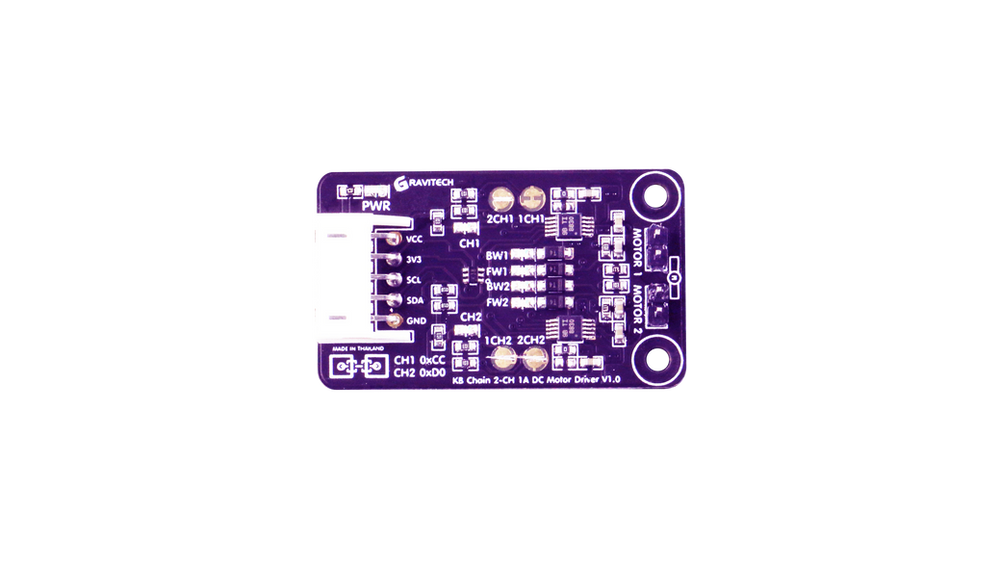 GRAVITECH
PWR
2CH1 1CH1
CH1
VCC
3V3
SCL
SDA
GND
BW1
FW1
BW2
FW2
MOTOR 1
MOTOR 2
M
CH2
1CH2 2CH2
MADE IN THAILAND
CH1 0xCC
CH2 0xD0
KB Chain 2-CH 1A DC Motor Driver V1.0